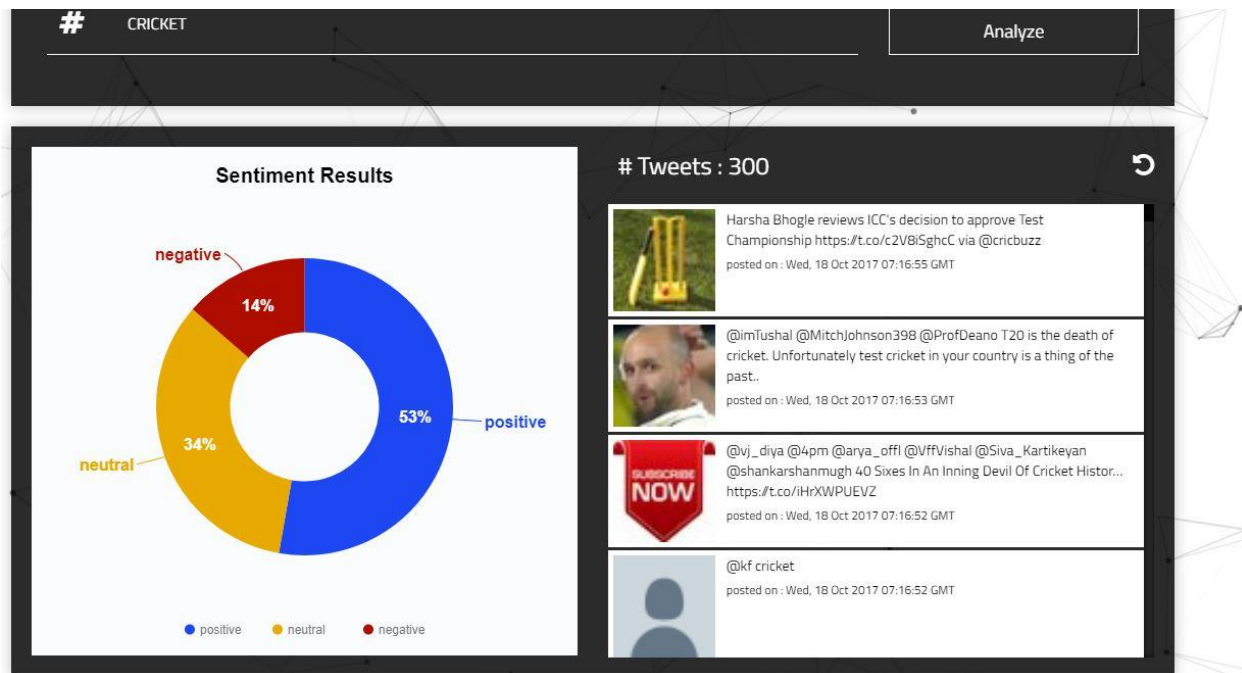 # CRICKET
Analyze
Sentiment Results
negative
14%
53%
positive
34%
neutral
positive neutral negative
# Tweets : 300
Harsha Bhogle reviews ICC's decision to approve Test
Championship https://t.co/c2V8iSghcC via @cricbuzz
posted on : Wed, 18 Oct 2017 07:16:55 GMT
@imTushal @MitchJohnson398 @ProfDeano T20 is the death of
cricket. Unfortunately test cricket in your country is a thing of the
past..
posted on : Wed, 18 Oct 2017 07:16:53 GMT
SUBSCRIBE
NOW
@vj_diya @4pm @arya_offl @VffVishal @Siva_Kartikeyan
@shankarshanmugh 40 Sixes In An Inning Devil Of Cricket Histor...
https://t.co/iHrXWPUEVZ
posted on : Wed, 18 Oct 2017 07:16:52 GMT
@kf cricket
posted on : Wed, 18 Oct 2017 07:16:52 GMT